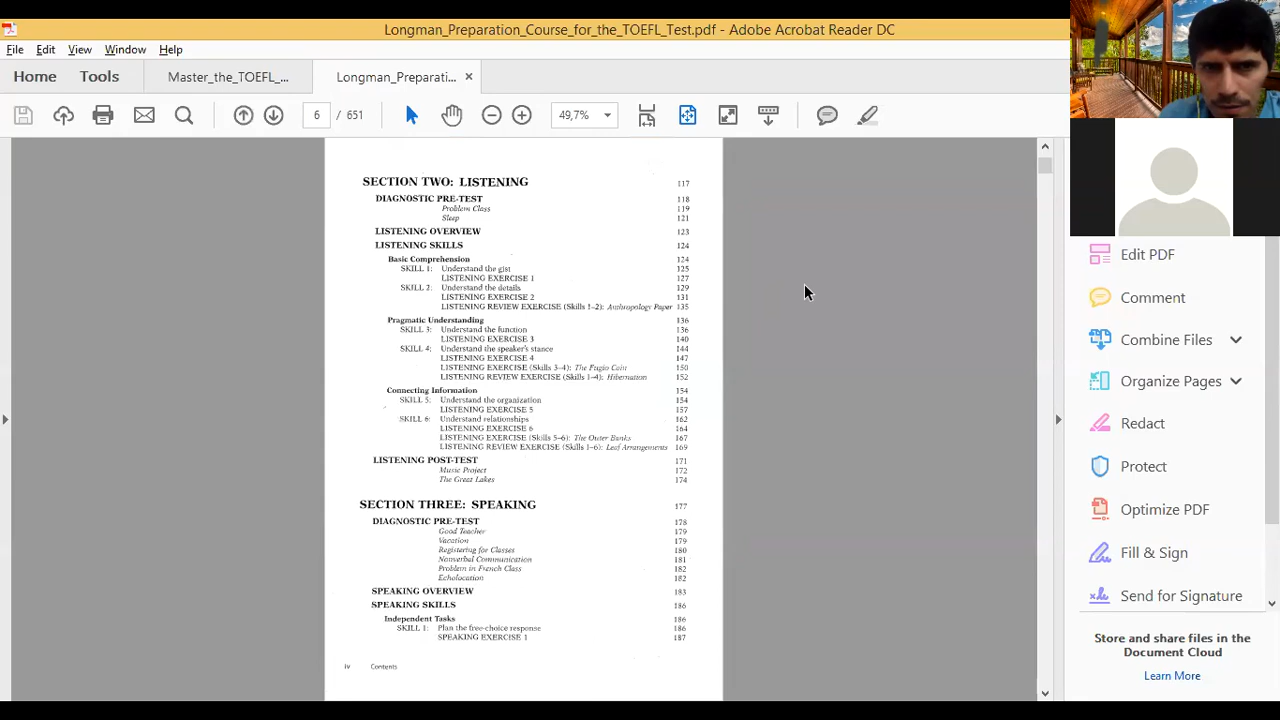 Longman_Preparation_Course_for_the_TOEFL_Test.pdf - Adobe Acrobat Reader DC
File Edit View Window Help
Home Tools Master_the_TOEFL_... Longman_Preparati... ×
6 / 651 49,7%
SECTION TWO: LISTENING 117
DIAGNOSTIC PRE-TEST 118
Problem Class 119
Sleep 121
LISTENING OVERVIEW 123
LISTENING SKILLS 124
Basic Comprehension 124
SKILL 1: Understand the gist 125
LISTENING EXERCISE 1 127
SKILL 2: Understand the details 129
LISTENING EXERCISE 2 131
LISTENING REVIEW EXERCISE (Skills 1–2): Anthropology Paper 135
Pragmatic Understanding 136
SKILL 3: Understand the function 136
LISTENING EXERCISE 3 140
SKILL 4: Understand the speaker's stance 144
LISTENING EXERCISE 4 147
LISTENING EXERCISE (Skills 3–4): The Fugio Coin 150
LISTENING REVIEW EXERCISE (Skills 1–4): Hibernation 152
Connecting Information 154
SKILL 5: Understand the organization 154
LISTENING EXERCISE 5 157
SKILL 6: Understand relationships 162
LISTENING EXERCISE 6 164
LISTENING EXERCISE (Skills 5–6): The Outer Banks 167
LISTENING REVIEW EXERCISE (Skills 1–6): Leaf Arrangements 169
LISTENING POST-TEST 171
Music Project 172
The Great Lakes 174
SECTION THREE: SPEAKING 177
DIAGNOSTIC PRE-TEST 178
Good Teacher 179
Vacation 179
Registering for Classes 180
Nonverbal Communication 181
Problem in French Class 182
Echolocation 182
SPEAKING OVERVIEW 183
SPEAKING SKILLS 186
Independent Tasks 186
SKILL 1: Plan the free-choice response 186
SPEAKING EXERCISE 1 187
iv Contents
Edit PDF
Comment
Combine Files
Organize Pages
Redact
Protect
Optimize PDF
Fill & Sign
Send for Signature
Store and share files in the
Document Cloud
Learn More